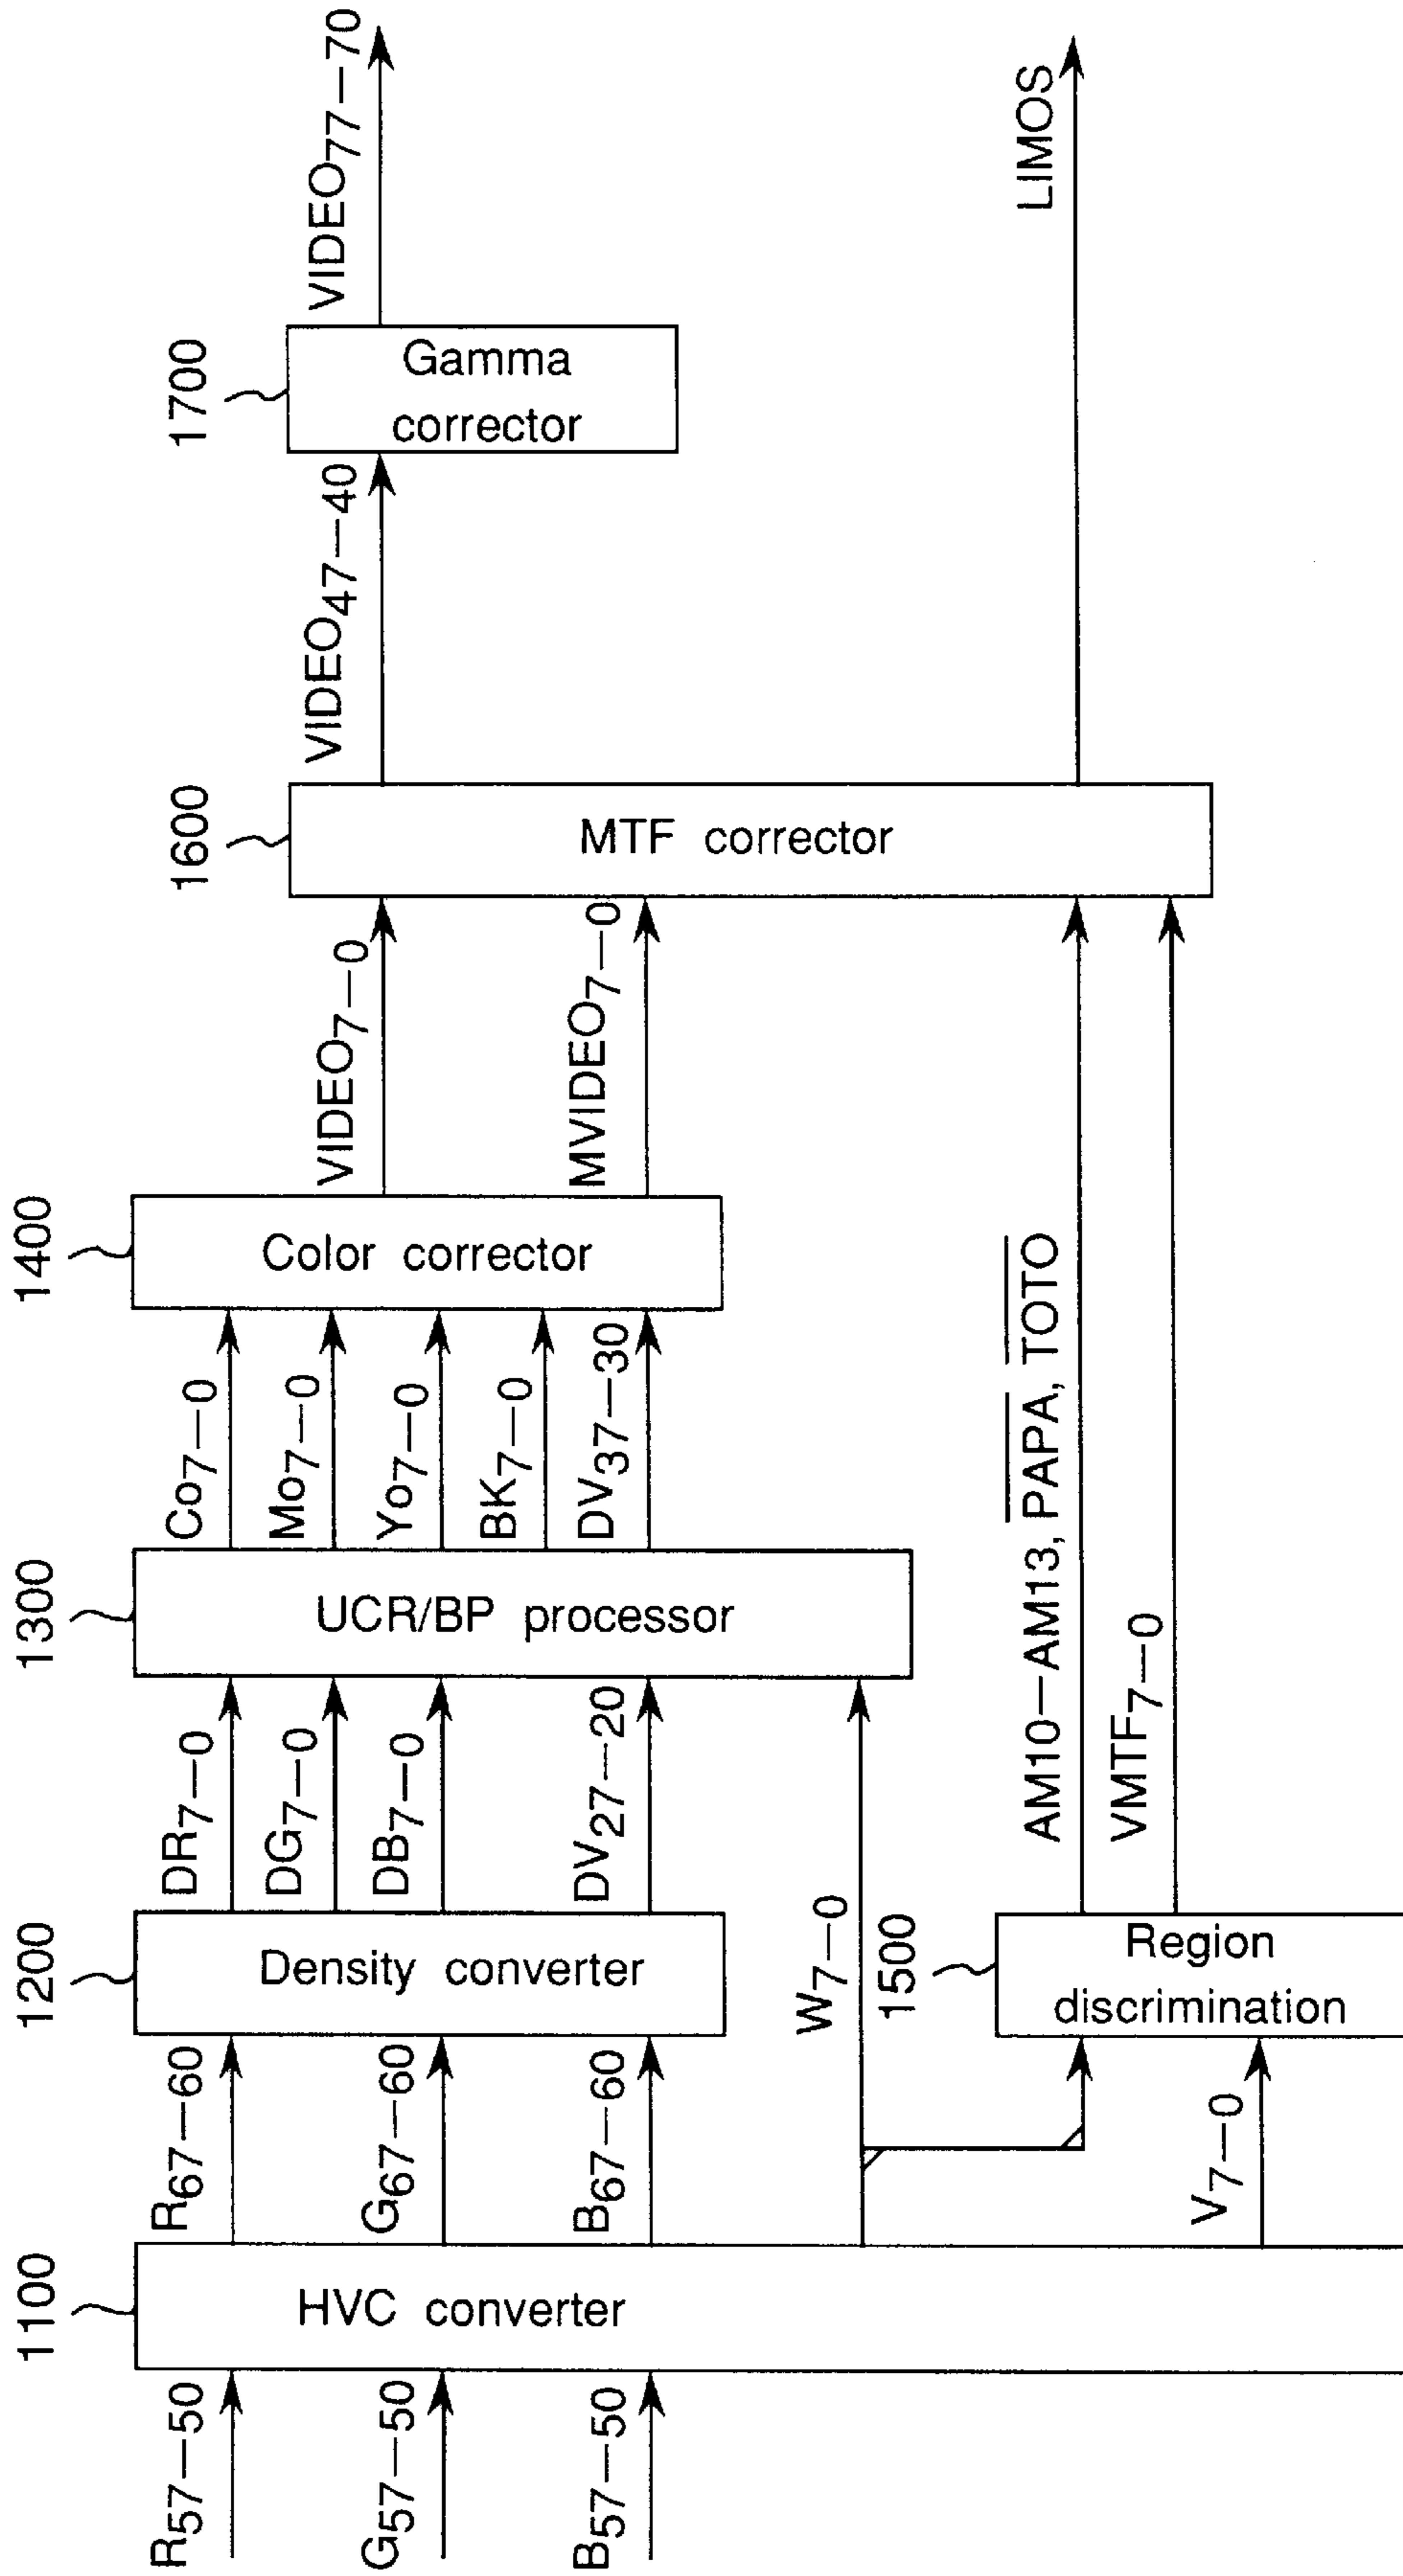 R57—50
G57—50
B57—50
1100
HVC converter
R67—60
G67—60
B67—60
W7—0
V7—0
1200
Density converter
1500
Region
discrimination
DR7—0
DG7—0
DB7—0
DV27—20
1300
UCR/BP processor
Co7—0
Mo7—0
Yo7—0
BK7—0
DV37—30
AM10—AM13, PAPA, TOTO
VMTF7—0
1400
Color corrector
VIDEO7—0
MVIDEO7—0
1600
MTF corrector
VIDEO47—40
1700
Gamma
corrector
VIDEO77—70
LIMOS